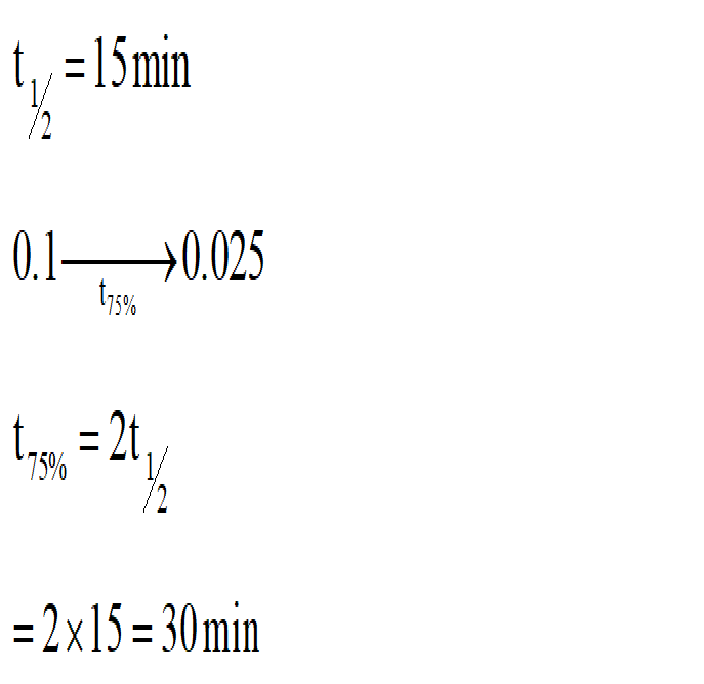 t1/2 = 15 min
0.1 ⟶ 0.025
t75%
t75% = 2t1/2
= 2 × 15 = 30 min